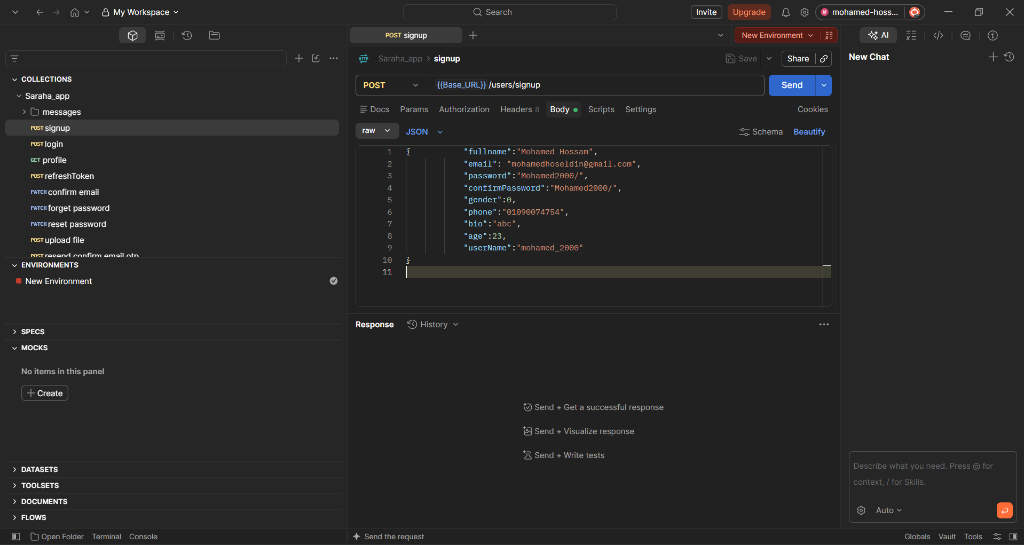 My Workspace
Search
Invite
Upgrade
mohamed-hoss...
POST signup
New Environment
AI
Saraha_app > signup
Save
Share
New Chat
COLLECTIONS
Saraha_app
messages
POST signup
POST login
GET profile
POST refreshToken
PATCH confirm email
PATCH forget password
PATCH reset password
POST upload file
POST resend confirm email otp
ENVIRONMENTS
New Environment
SPECS
MOCKS
No items in this panel
Create
DATASETS
TOOLSETS
DOCUMENTS
FLOWS
POST
{{Base_URL}} /users/signup
Send
Docs Params Authorization Headers 8 Body Scripts Settings Cookies
raw JSON Schema Beautify
1 {
"fullname":"Mohamed Hossam",
2 "email": "mohamedhoseldin@gmail.com",
3 "password":"Mohamed2000/",
4 "confirmPassword":"Mohamed2000/",
5 "gender":0,
6 "phone":"01090074754",
7 "bio":"abc",
8 "age":23,
9 "userName":"mohamed_2000"
10 }
11
Response History
Send + Get a successful response
Send + Visualize response
Send + Write tests
Describe what you need. Press @ for
context, / for Skills.
Auto
Open Folder Terminal Console
Send the request
Globals Vault Tools